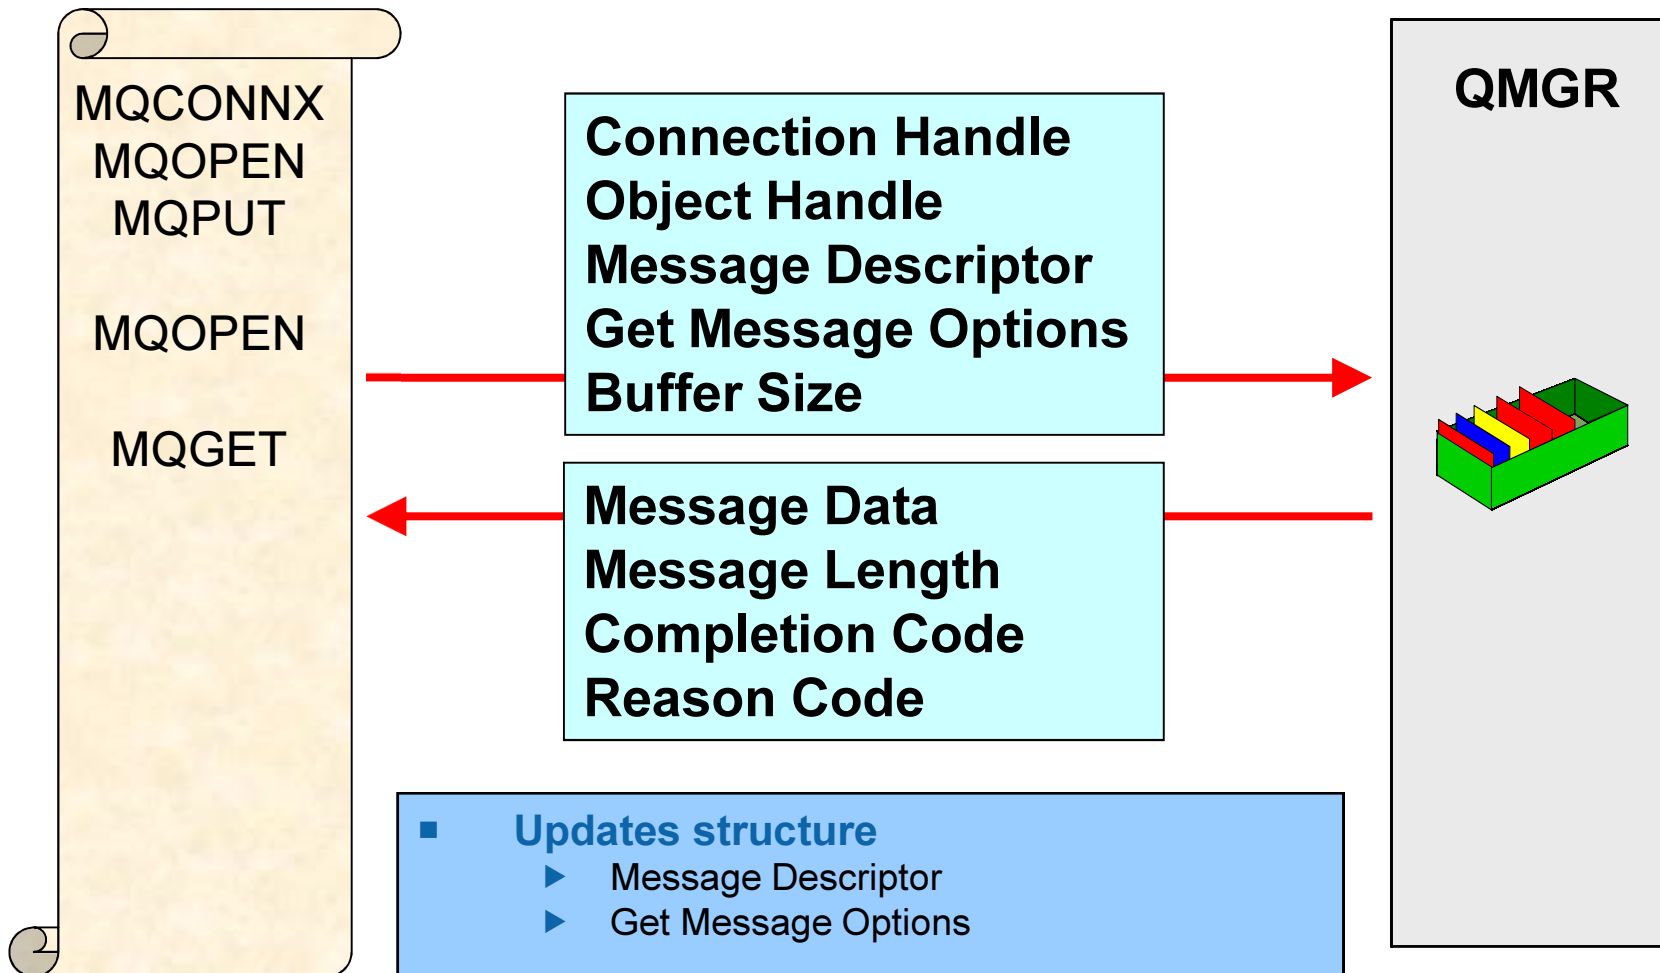 MQCONNX
MQOPEN
MQPUT
MQOPEN
MQGET
Connection Handle
Object Handle
Message Descriptor
Get Message Options
Buffer Size
Message Data
Message Length
Completion Code
Reason Code
QMGR
Updates structure
Message Descriptor
Get Message Options